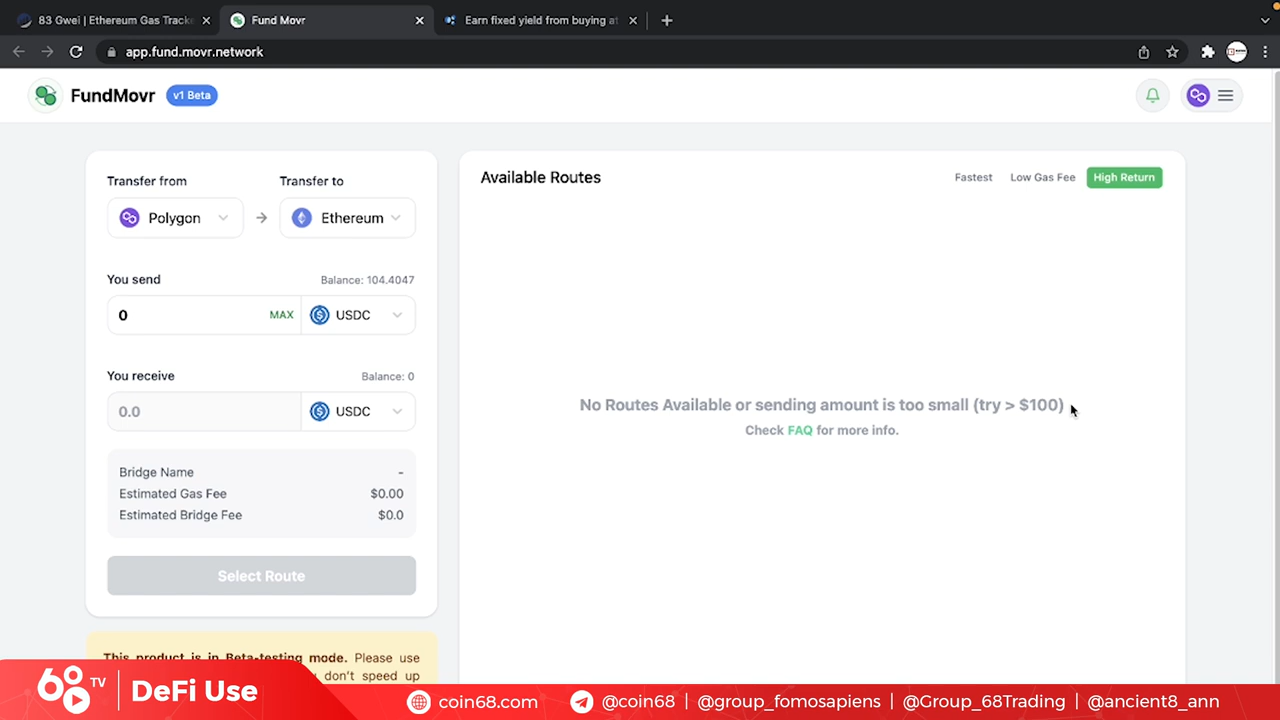 83 Gwei | Ethereum Gas Tracke
Fund Movr
Earn fixed yield from buying at
app.fund.movr.network
FundMovr
v1 Beta
Transfer from
Transfer to
Polygon
Ethereum
You send
Balance: 104.4047
0
MAX
USDC
You receive
Balance: 0
0.0
USDC
Bridge Name
-
Estimated Gas Fee
$0.00
Estimated Bridge Fee
$0.0
Select Route
This product is in Beta-testing mode. Please use
don't speed up
Available Routes
Fastest
Low Gas Fee
High Return
No Routes Available or sending amount is too small (try > $100)
Check FAQ for more info.
68 TV
DeFi Use
coin68.com
@coin68 | @group_fomosapiens | @Group_68Trading | @ancient8_ann